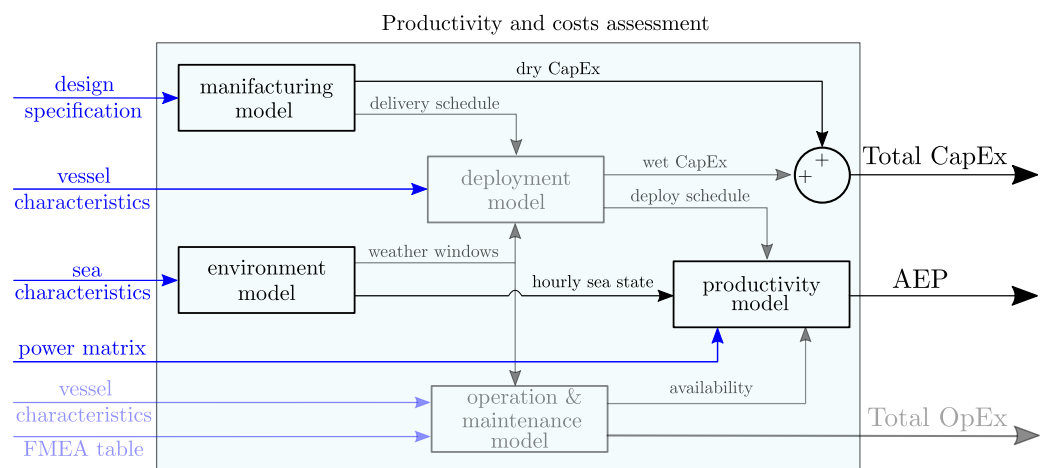 Productivity and costs assessment
design
specification
manifacturing
model
dry CapEx
delivery schedule
vessel
characteristics
deployment
model
wet CapEx
deploy schedule
+
+
Total CapEx
sea
characteristics
environment
model
weather windows
hourly sea state
productivity
model
AEP
power matrix
vessel
characteristics
FMEA table
operation &
maintenance
model
availability
Total OpEx